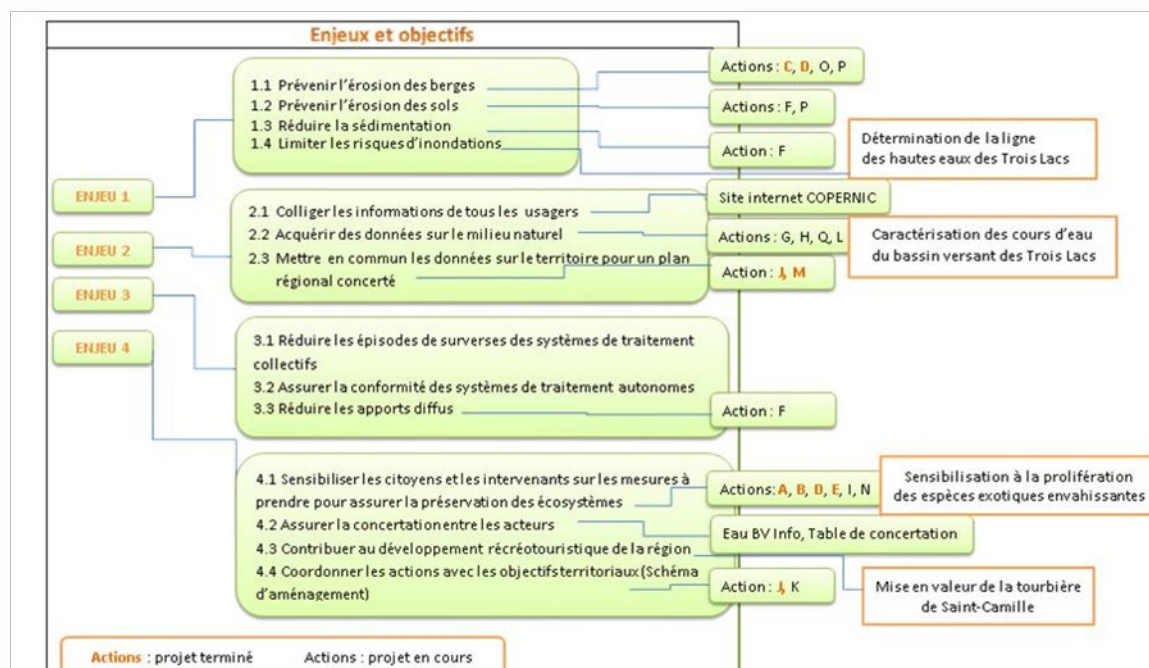 Enjeux et objectifs
1.1 Prévenir l'érosion des berges
1.2 Prévenir l'érosion des sols
1.3 Réduire la sédimentation
1.4 Limiter les risques d'inondations
Actions : C, D, O, P
Actions : F, P
Action : F
Détermination de la ligne
des hautes eaux des Trois Lacs
ENJEU 1
ENJEU 2
ENJEU 3
ENJEU 4
2.1 Colliger les informations de tous les usagers
2.2 Acquérir des données sur le milieu naturel
2.3 Mettre en commun les données sur le territoire pour un plan
régional concerté
Site internet COPERNIC
Actions : G, H, Q, L
Action : J, M
Caractérisation des cours d'eau
du bassin versant des Trois Lacs
3.1 Réduire les épisodes de surverses des systèmes de traitement
collectifs
3.2 Assurer la conformité des systèmes de traitement autonomes
3.3 Réduire les apports diffus
Action : F
4.1 Sensibiliser les citoyens et les intervenants sur les mesures à
prendre pour assurer la préservation des écosystèmes
4.2 Assurer la concertation entre les acteurs
4.3 Contribuer au développement récréotouristique de la région
4.4 Coordonner les actions avec les objectifs territoriaux (Schéma
d'aménagement)
Actions: A, B, D, E, I, N
Sensibilisation à la prolifération
des espèces exotiques envahissantes
Eau BV Info, Table de concertation
Action : J, K
Mise en valeur de la tourbière
de Saint-Camille
Actions : projet terminé Actions : projet en cours